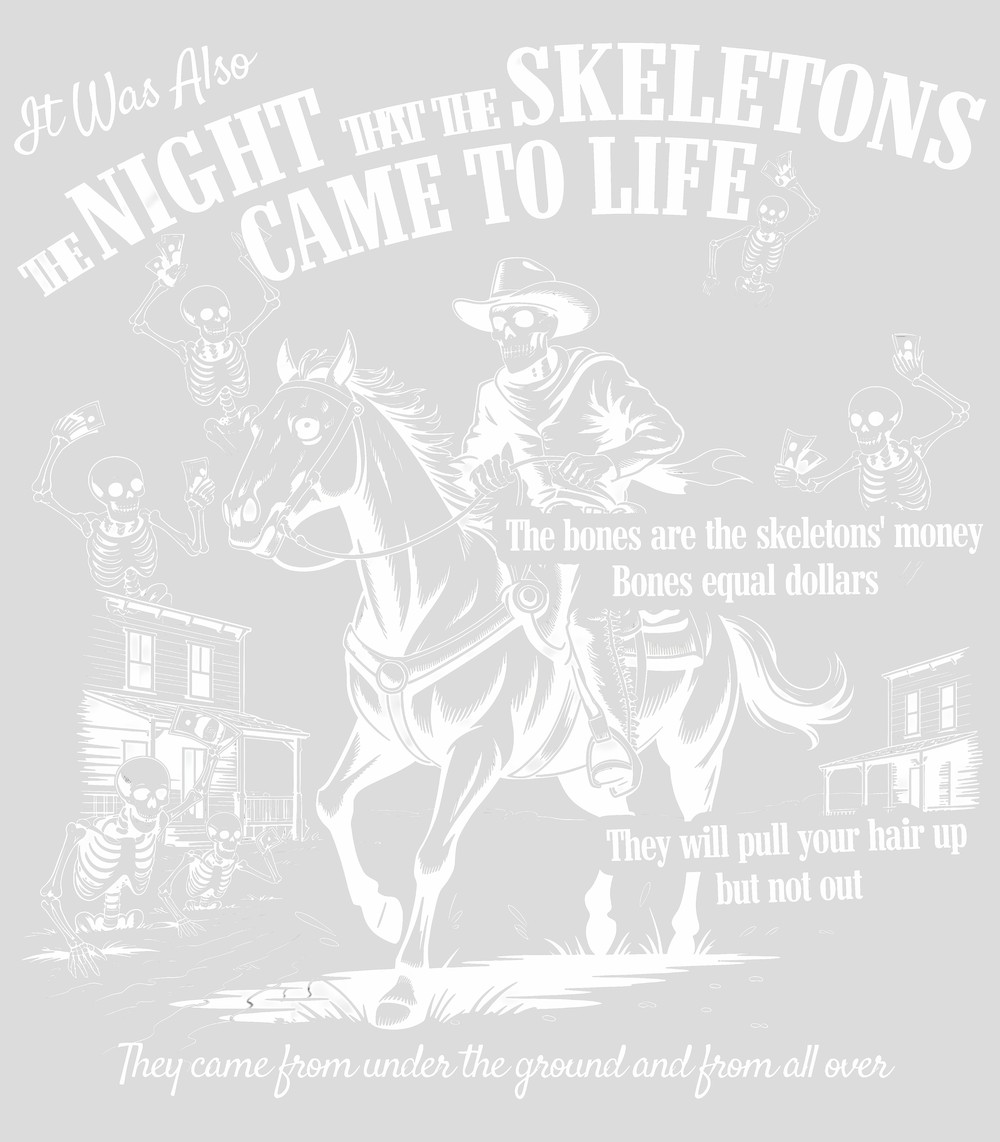 It Was Also
THE NIGHT THAT THE SKELETONS
CAME TO LIFE
The bones are the skeletons' money
Bones equal dollars
They will pull your hair up
but not out
They came from under the ground and from all over